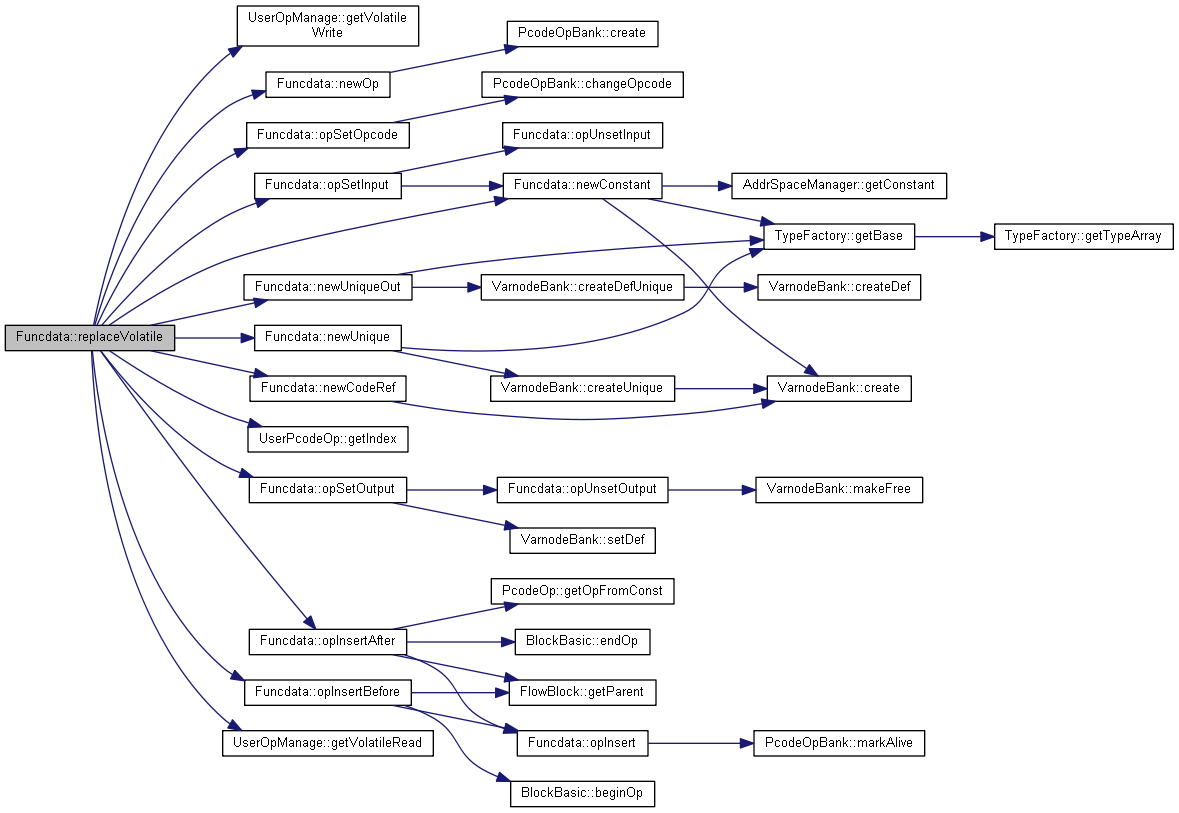 UserOpManage::getVolatile
Write
PcodeOpBank::create
Funcdata::newOp
PcodeOpBank::changeOpcode
Funcdata::opSetOpcode
Funcdata::opUnsetInput
Funcdata::opSetInput
Funcdata::newConstant
AddrSpaceManager::getConstant
TypeFactory::getBase
TypeFactory::getTypeArray
Funcdata::newUniqueOut
VarnodeBank::createDefUnique
VarnodeBank::createDef
Funcdata::replaceVolatile
Funcdata::newUnique
Funcdata::newCodeRef
VarnodeBank::createUnique
VarnodeBank::create
UserPcodeOp::getIndex
Funcdata::opSetOutput
Funcdata::opUnsetOutput
VarnodeBank::makeFree
VarnodeBank::setDef
PcodeOp::getOpFromConst
Funcdata::opInsertAfter
BlockBasic::endOp
Funcdata::opInsertBefore
FlowBlock::getParent
UserOpManage::getVolatileRead
Funcdata::opInsert
PcodeOpBank::markAlive
BlockBasic::beginOp